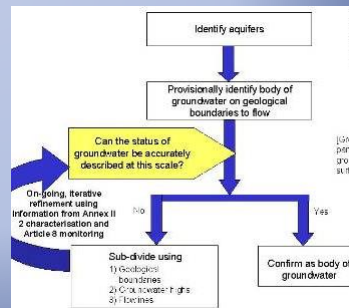 Identify aquifers
Provisionally identify body of
groundwater on geological
boundaries to flow
Can the status of
groundwater be accurately
described at this scale?
On-going, iterative
refinement using
information from Annex II
2 characterisation and
Article 8 monitoring
No
Yes
Sub-divide using
1) Geological
boundaries
2) Groundwater highs
3) Flowlines
Confirm as body of
groundwater